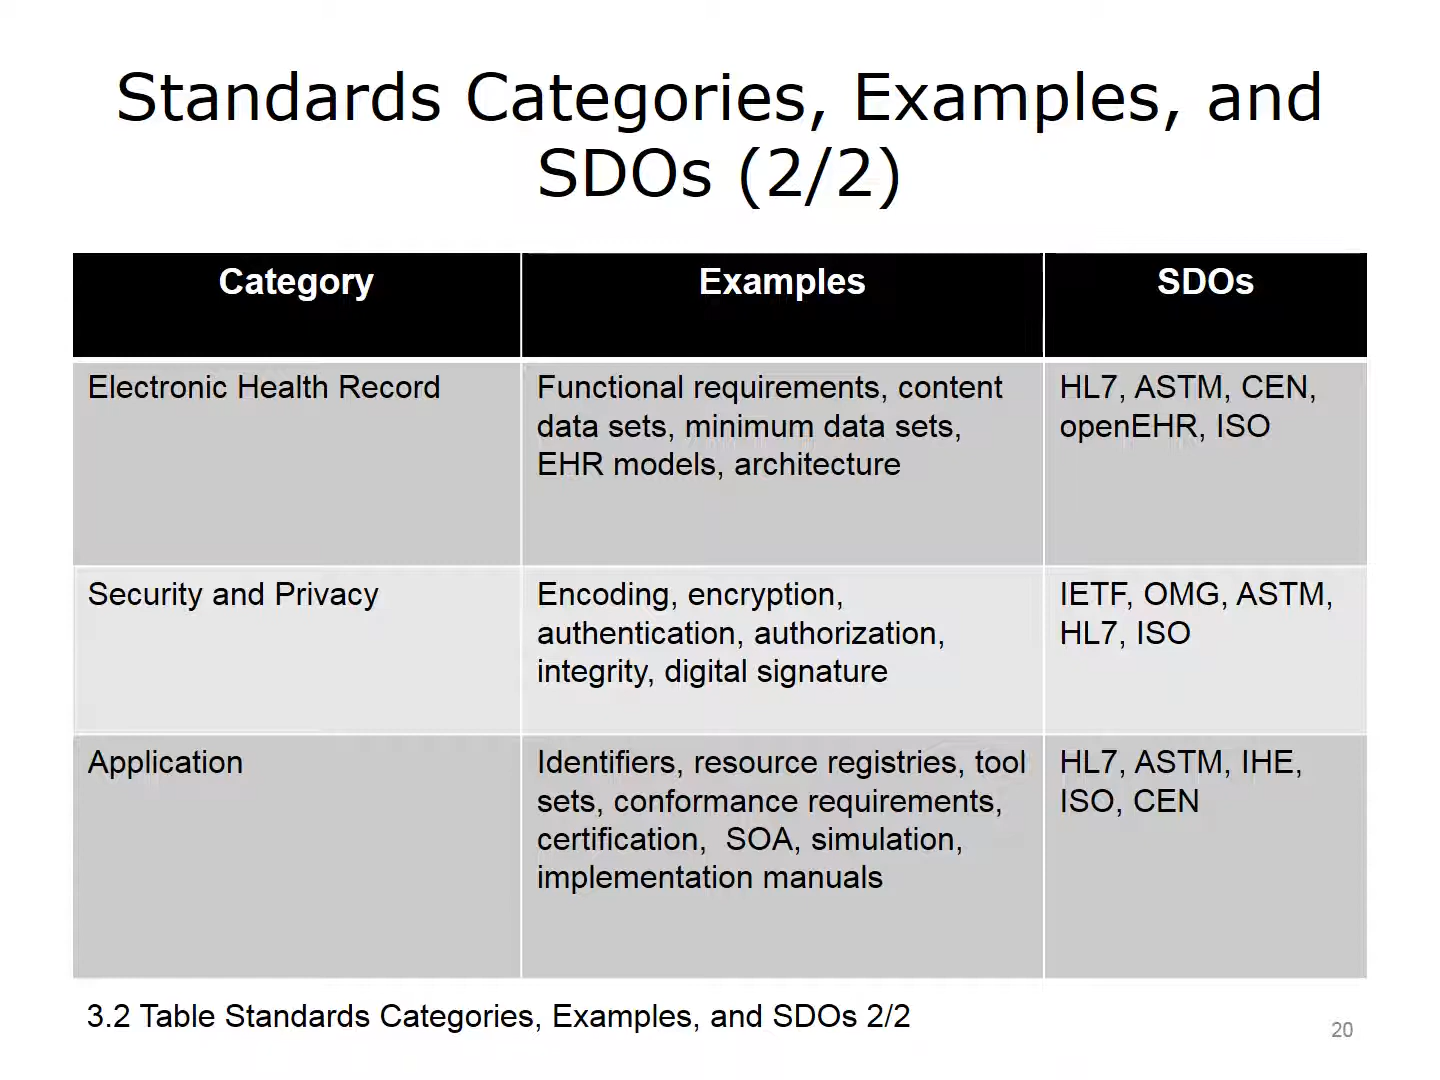 Standards Categories, Examples, and
SDOs (2/2)
Category
Examples
SDOs
Electronic Health Record
Functional requirements, content
data sets, minimum data sets,
EHR models, architecture
HL7, ASTM, CEN,
openEHR, ISO
Security and Privacy
Encoding, encryption,
authentication, authorization,
integrity, digital signature
IETF, OMG, ASTM,
HL7, ISO
Application
Identifiers, resource registries, tool
sets, conformance requirements,
certification,  SOA, simulation,
implementation manuals
HL7, ASTM, IHE,
ISO, CEN
3.2 Table Standards Categories, Examples, and SDOs 2/2
20